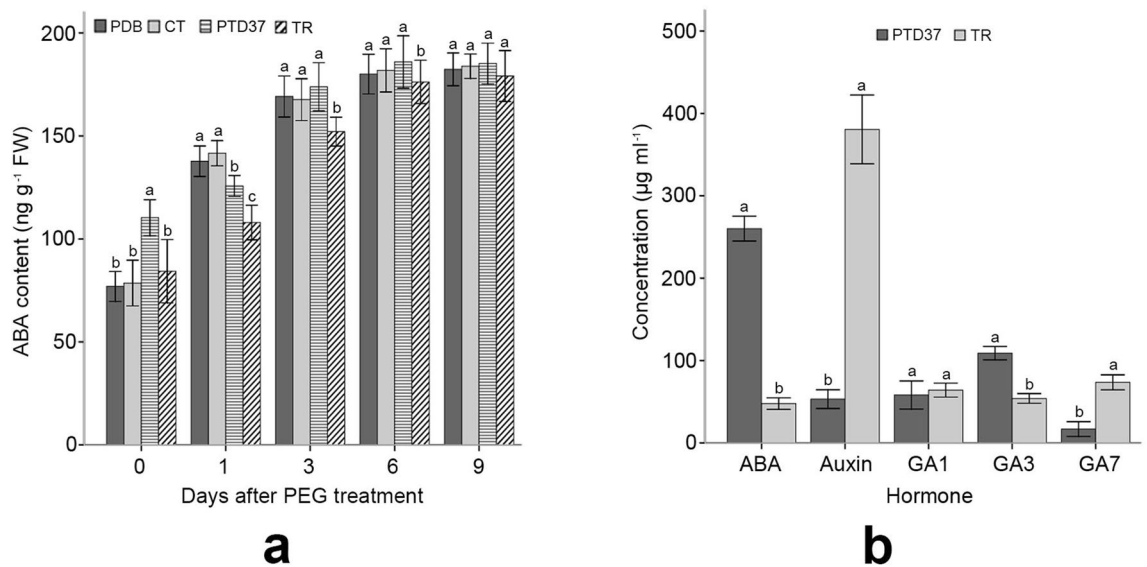 PDB CT PTD37 TR
200
150
100
50
0
ABA content (ng g⁻¹ FW)
b b a b
a a b c
a a a b
a a a b
a a a a
0 1 3 6 9
Days after PEG treatment
a
PTD37 TR
500
400
300
200
100
0
Concentration (µg ml⁻¹)
a b
b a
a a
a b
b a
ABA Auxin GA1 GA3 GA7
Hormone
b